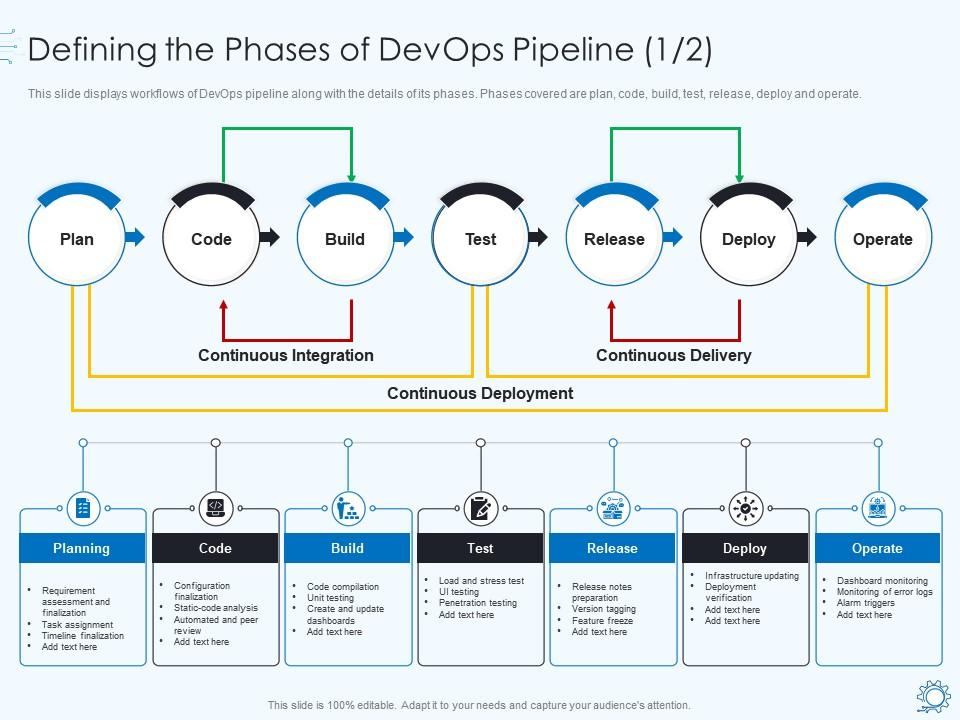 Defining the Phases of DevOps Pipeline (1/2)
This slide displays workflows of DevOps pipeline along with the details of its phases. Phases covered are plan, code, build, test, release, deploy and operate.
Plan
Code
Build
Test
Release
Deploy
Operate
Continuous Integration
Continuous Delivery
Continuous Deployment
Planning
• Requirement
assessment and
finalization
• Task assignment
• Timeline finalization
• Add text here
Code
• Configuration
finalization
• Static-code analysis
• Automated and peer
review
• Add text here
Build
• Code compilation
• Unit testing
• Create and update
dashboards
• Add text here
Test
• Load and stress test
• UI testing
• Penetration testing
• Add text here
Release
• Release notes
preparation
• Version tagging
• Feature freeze
• Add text here
Deploy
• Infrastructure updating
• Deployment
verification
• Add text here
• Add text here
Operate
• Dashboard monitoring
• Monitoring of error logs
• Alarm triggers
• Add text here
This slide is 100% editable. Adapt it to your needs and capture your audience's attention.